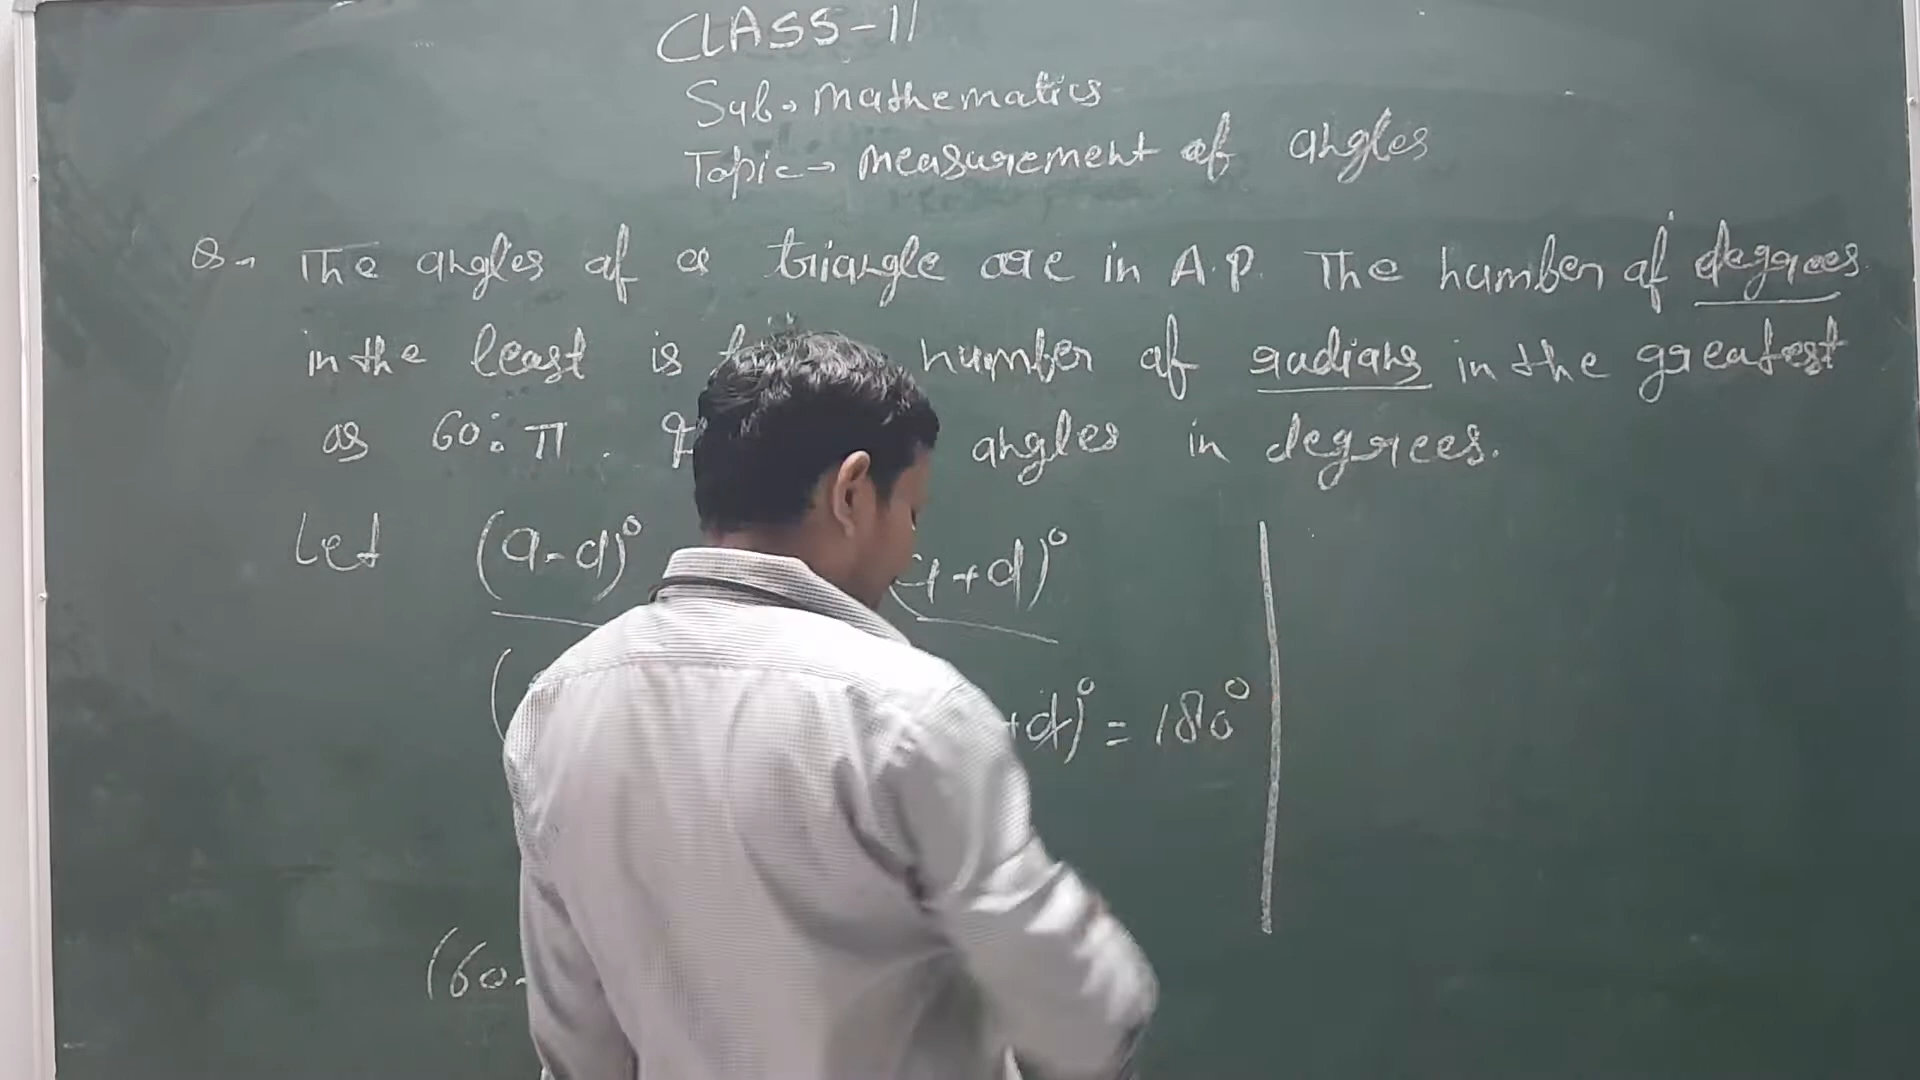 CLASS-11
Sub→ Mathematics
Topic→ Measurement of angles
Q→ The angles of a triangle are in A.P. The number of degrees
in the least is number of radians in the greatest
as 60:π. angles in degrees.
Let (a-d)° +d)°
+d)° = 180°
(60-